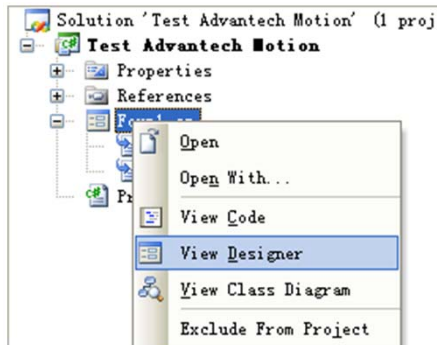 Solution 'Test Advantech Motion' (1 proj
Test Advantech Motion
Properties
References
Open
Open With...
View Code
View Designer
View Class Diagram
Exclude From Project